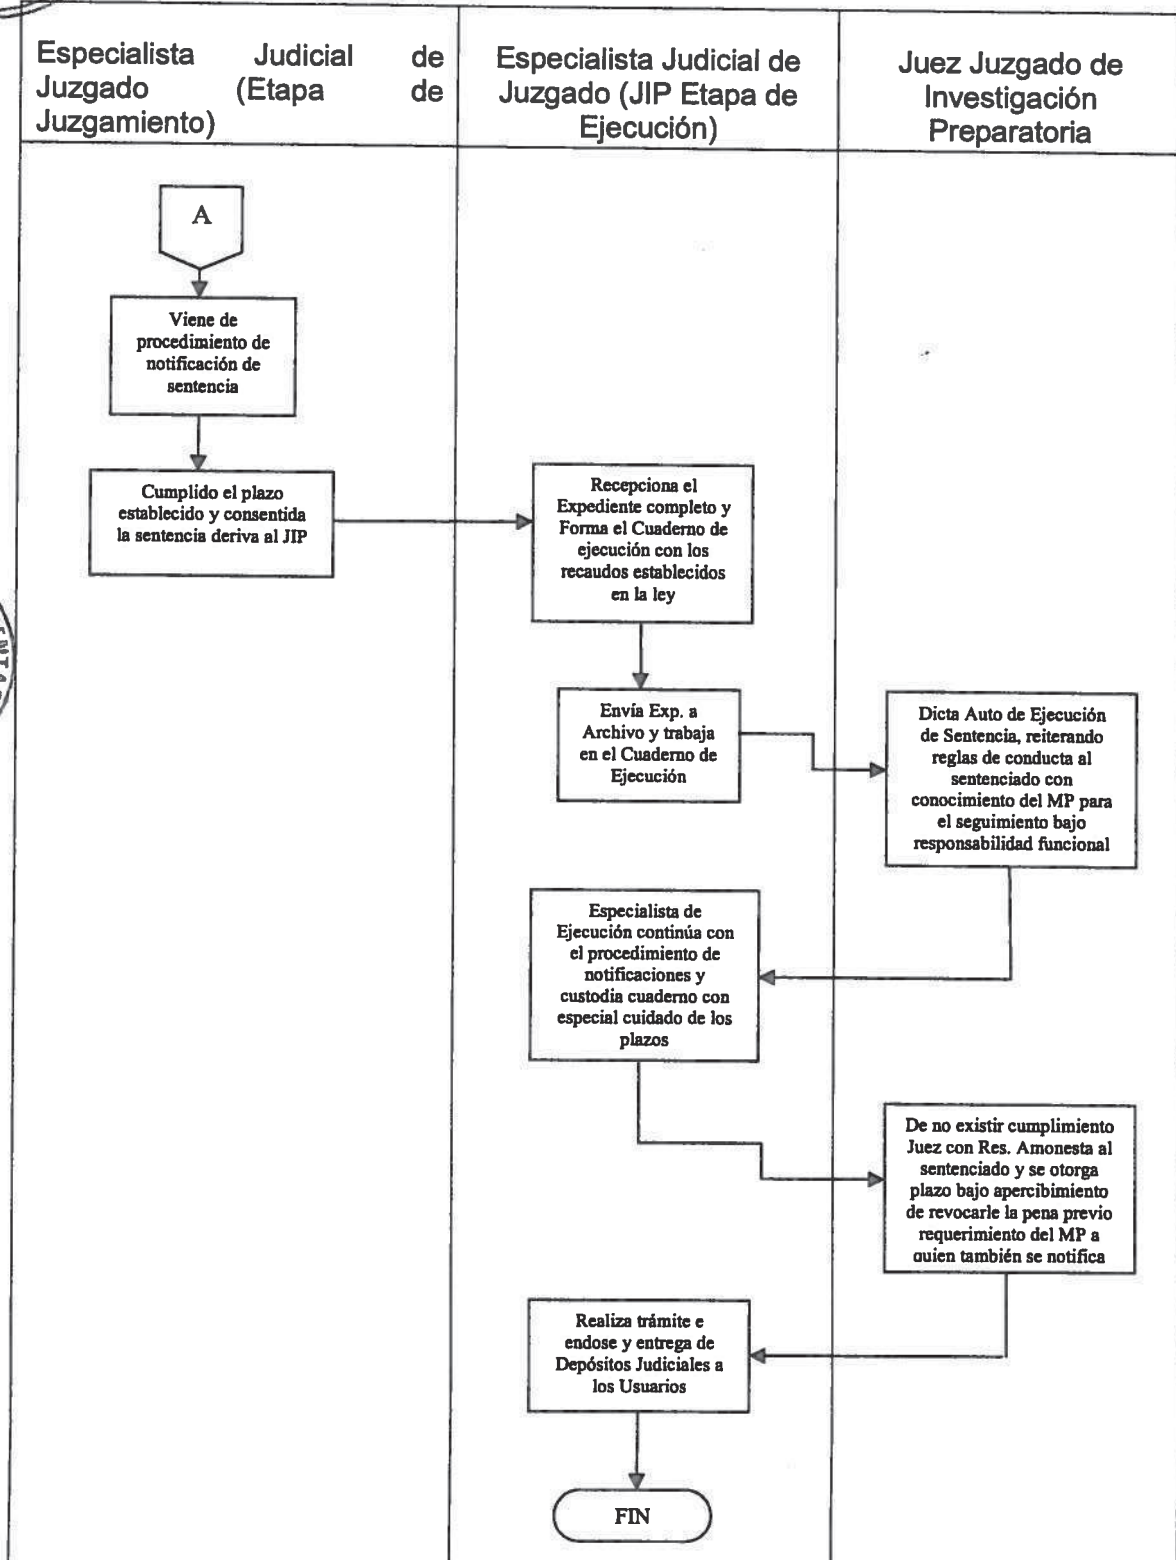 Especialista Judicial de
Juzgado (Etapa de
Juzgamiento)
Especialista Judicial de
Juzgado (JIP Etapa de
Ejecución)
Juez Juzgado de
Investigación
Preparatoria
A
Viene de
procedimiento de
notificación de
sentencia
Cumplido el plazo
establecido y consentida
la sentencia deriva al JIP
Recepciona el
Expediente completo y
Forma el Cuaderno de
ejecución con los
recaudos establecidos
en la ley
Envía Exp. a
Archivo y trabaja
en el Cuaderno de
Ejecución
Dicta Auto de Ejecución
de Sentencia, reiterando
reglas de conducta al
sentenciado con
conocimiento del MP para
el seguimiento bajo
responsabilidad funcional
Especialista de
Ejecución continúa con
el procedimiento de
notificaciones y
custodia cuaderno con
especial cuidado de los
plazos
De no existir cumplimiento
Juez con Res. Amonesta al
sentenciado y se otorga
plazo bajo apercibimiento
de revocarle la pena previo
requerimiento del MP a
quien también se notifica
Realiza trámite e
endose y entrega de
Depósitos Judiciales a
los Usuarios
FIN